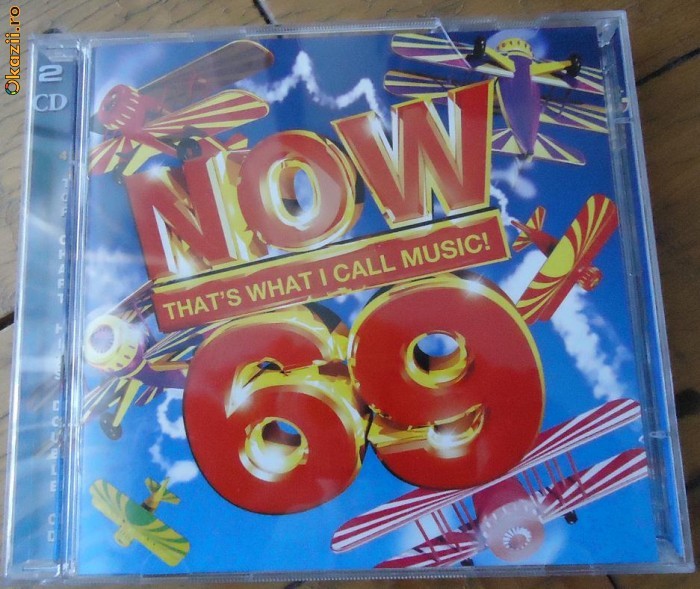 Okazii.ro
2
CD
NOW
THAT'S WHAT I CALL MUSIC!
69